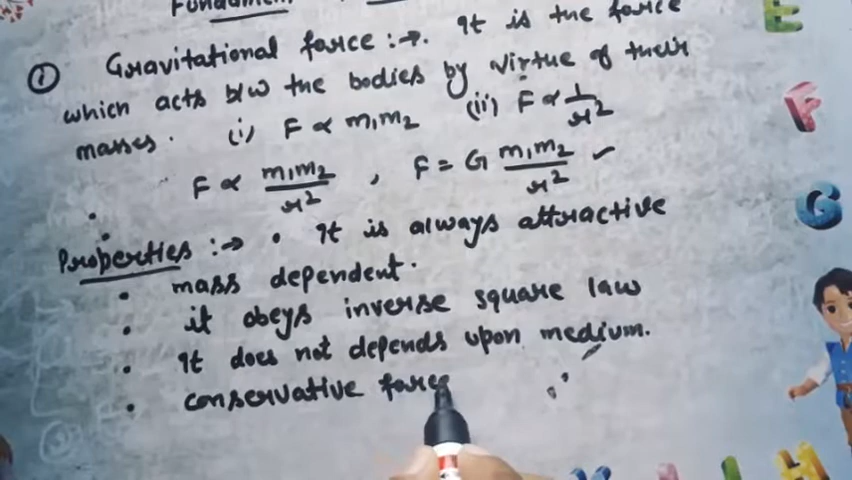 ① Gravitational force :→. It is the force
which acts b/w the bodies by virtue of their
masses. (i) F ∝ m₁m₂ (ii) F ∝ 1/r²
F ∝ m₁m₂/r² , F = G m₁m₂/r² ✓
Properties :→ • It is always attractive
• mass dependent.
• it obeys inverse square law
• It does not depends upon medium.
• conservative force
E
F
G